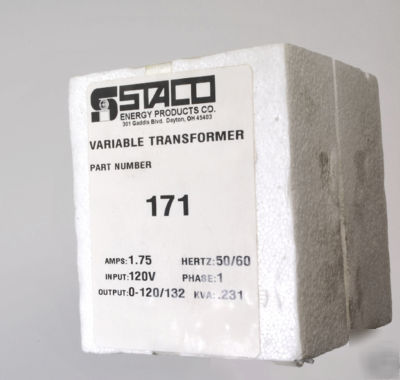 STACO
ENERGY PRODUCTS CO.
301 Gaddis Blvd. Dayton, OH 45403
VARIABLE TRANSFORMER
PART NUMBER
171
AMPS:1.75 HERTZ:50/60
INPUT:120V PHASE:1
OUTPUT:0-120/132 KVA:.231